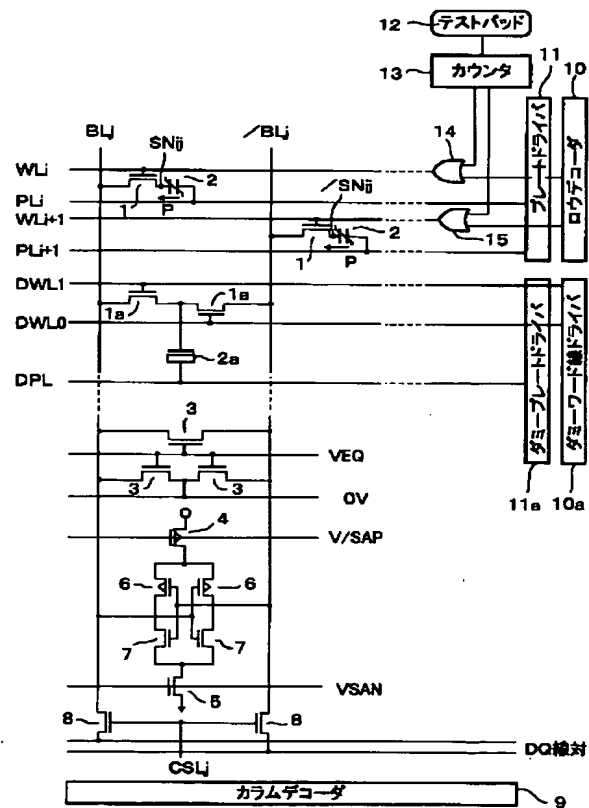 12 テストパッド
13 カウンタ
11 10
14
15
プレートドライバ
ロウデコーダ
BLj /BLj
SNij
WLi
2
PLi
1 P
/SNij
WLi+1
2
1 P
PLi+1
DWL1
1a 1a
DWL0
2a
DPL
ダミープレートドライバ
ダミーワード線ドライバ
11a 10a
3
VEQ
3 3
0V
4
V/SAP
6 6
7 7
VSAN
5
8 8
DQ線対
CSLj
カラムデコーダ
9